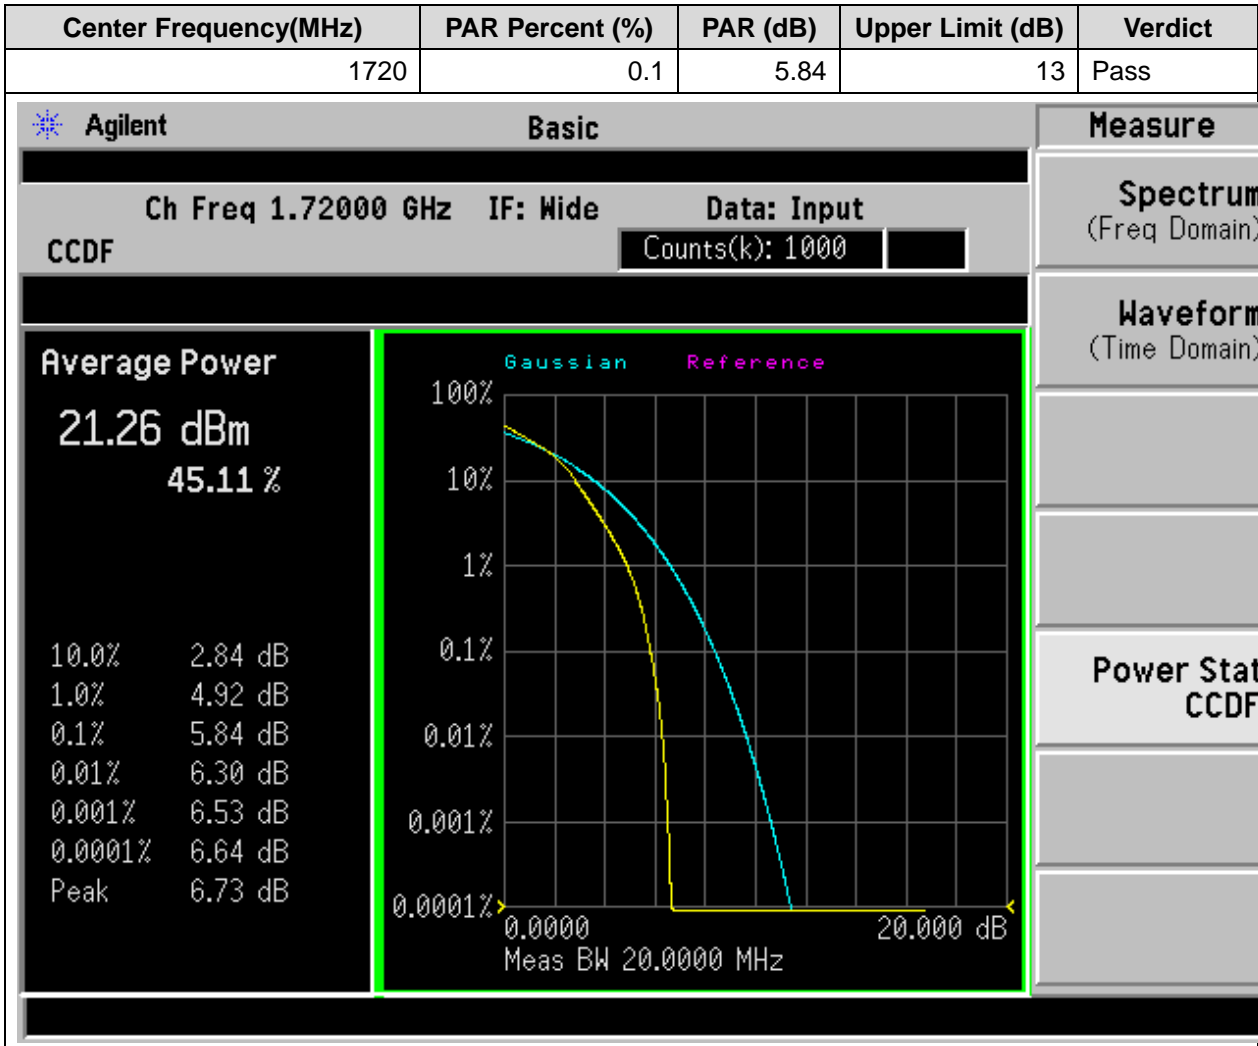 Center Frequency(MHz) PAR Percent (%) PAR (dB) Upper Limit (dB) Verdict
1720 0.1 5.84 13 Pass
Agilent Basic Measure
Ch Freq 1.72000 GHz IF: Wide Data: Input
CCDF Counts(k): 1000
Spectrum
(Freq Domain)
Waveform
(Time Domain)
Power Stat
CCDF
Average Power
21.26 dBm
45.11 %
10.0% 2.84 dB
1.0% 4.92 dB
0.1% 5.84 dB
0.01% 6.30 dB
0.001% 6.53 dB
0.0001% 6.64 dB
Peak 6.73 dB
Gaussian Reference
100%
10%
1%
0.1%
0.01%
0.001%
0.0001%
0.0000 20.000 dB
Meas BW 20.0000 MHz